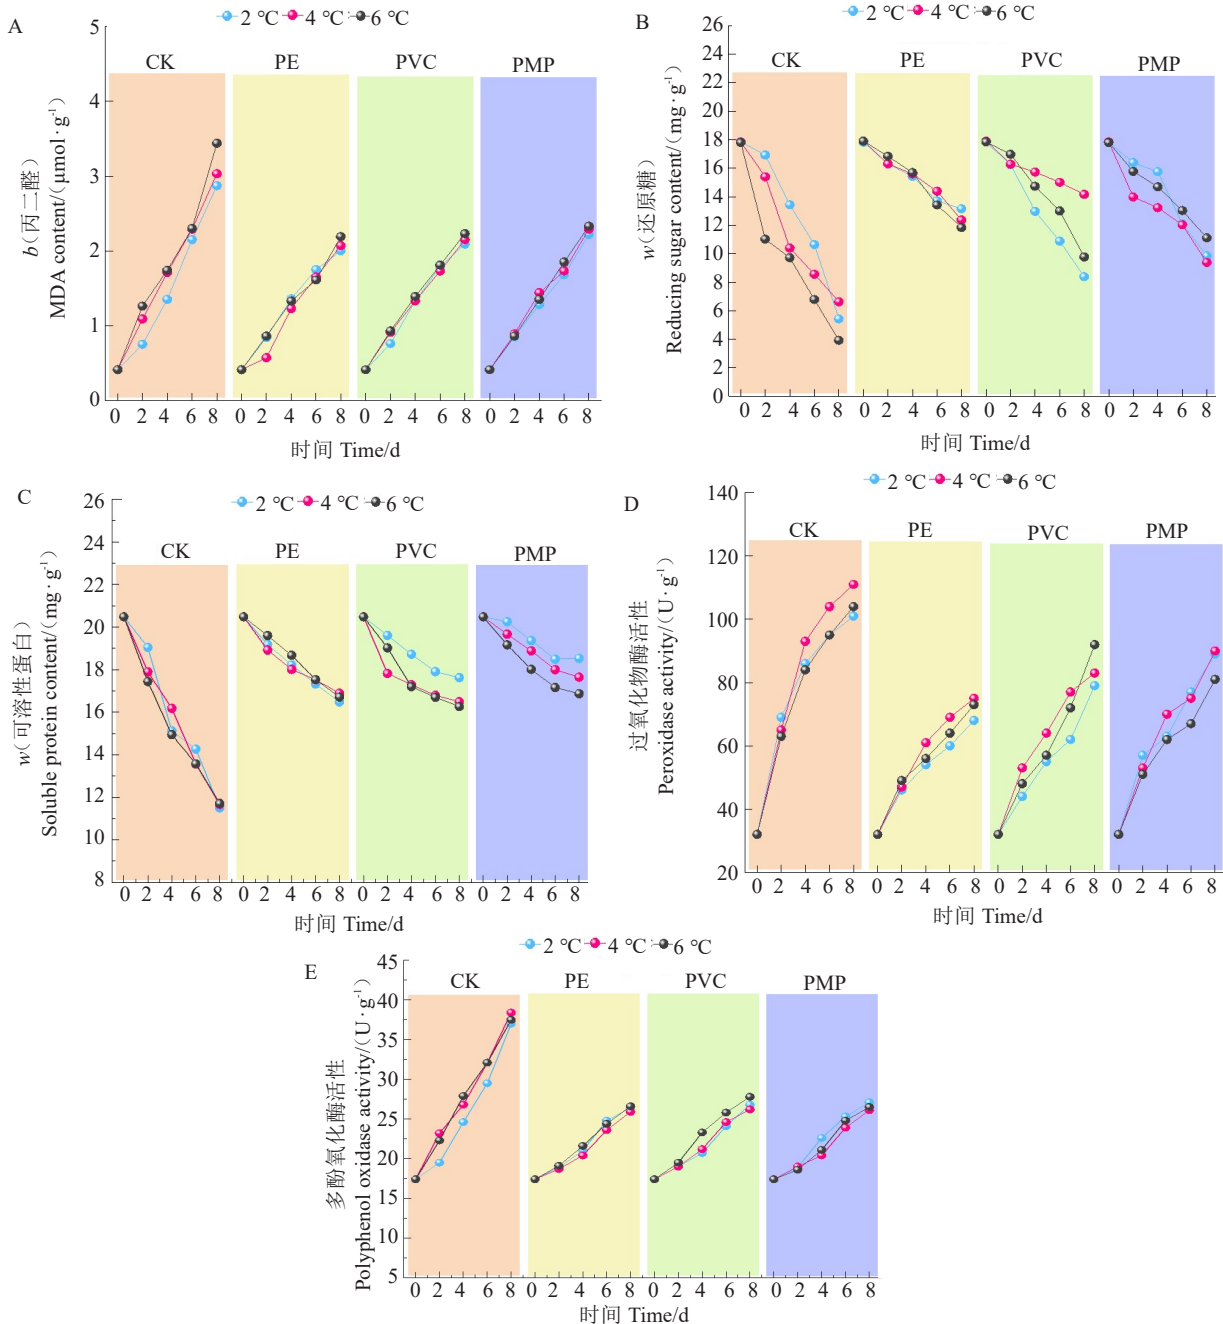 A
2 ℃ 4 ℃ 6 ℃
5
4
3
2
1
0
CK PE PVC PMP
b(丙二醛)
MDA content/(μmol·g⁻¹)
0 2 4 6 8 0 2 4 6 8 0 2 4 6 8 0 2 4 6 8
时间 Time/d
B
2 ℃ 4 ℃ 6 ℃
26
24
22
20
18
16
14
12
10
8
6
4
2
0
CK PE PVC PMP
w(还原糖)
Reducing sugar content/(mg·g⁻¹)
0 2 4 6 8 0 2 4 6 8 0 2 4 6 8 0 2 4 6 8
时间 Time/d
C
2 ℃ 4 ℃ 6 ℃
26
24
22
20
18
16
14
12
10
8
CK PE PVC PMP
w(可溶性蛋白)
Soluble protein content/(mg·g⁻¹)
0 2 4 6 8 0 2 4 6 8 0 2 4 6 8 0 2 4 6 8
时间 Time/d
D
2 ℃ 4 ℃ 6 ℃
140
120
100
80
60
40
20
CK PE PVC PMP
过氧化物酶活性
Peroxidase activity/(U·g⁻¹)
0 2 4 6 8 0 2 4 6 8 0 2 4 6 8 0 2 4 6 8
时间 Time/d
E
2 ℃ 4 ℃ 6 ℃
45
40
35
30
25
20
15
10
5
CK PE PVC PMP
多酚氧化酶活性
Polyphenol oxidase activity/(U·g⁻¹)
0 2 4 6 8 0 2 4 6 8 0 2 4 6 8 0 2 4 6 8
时间 Time/d